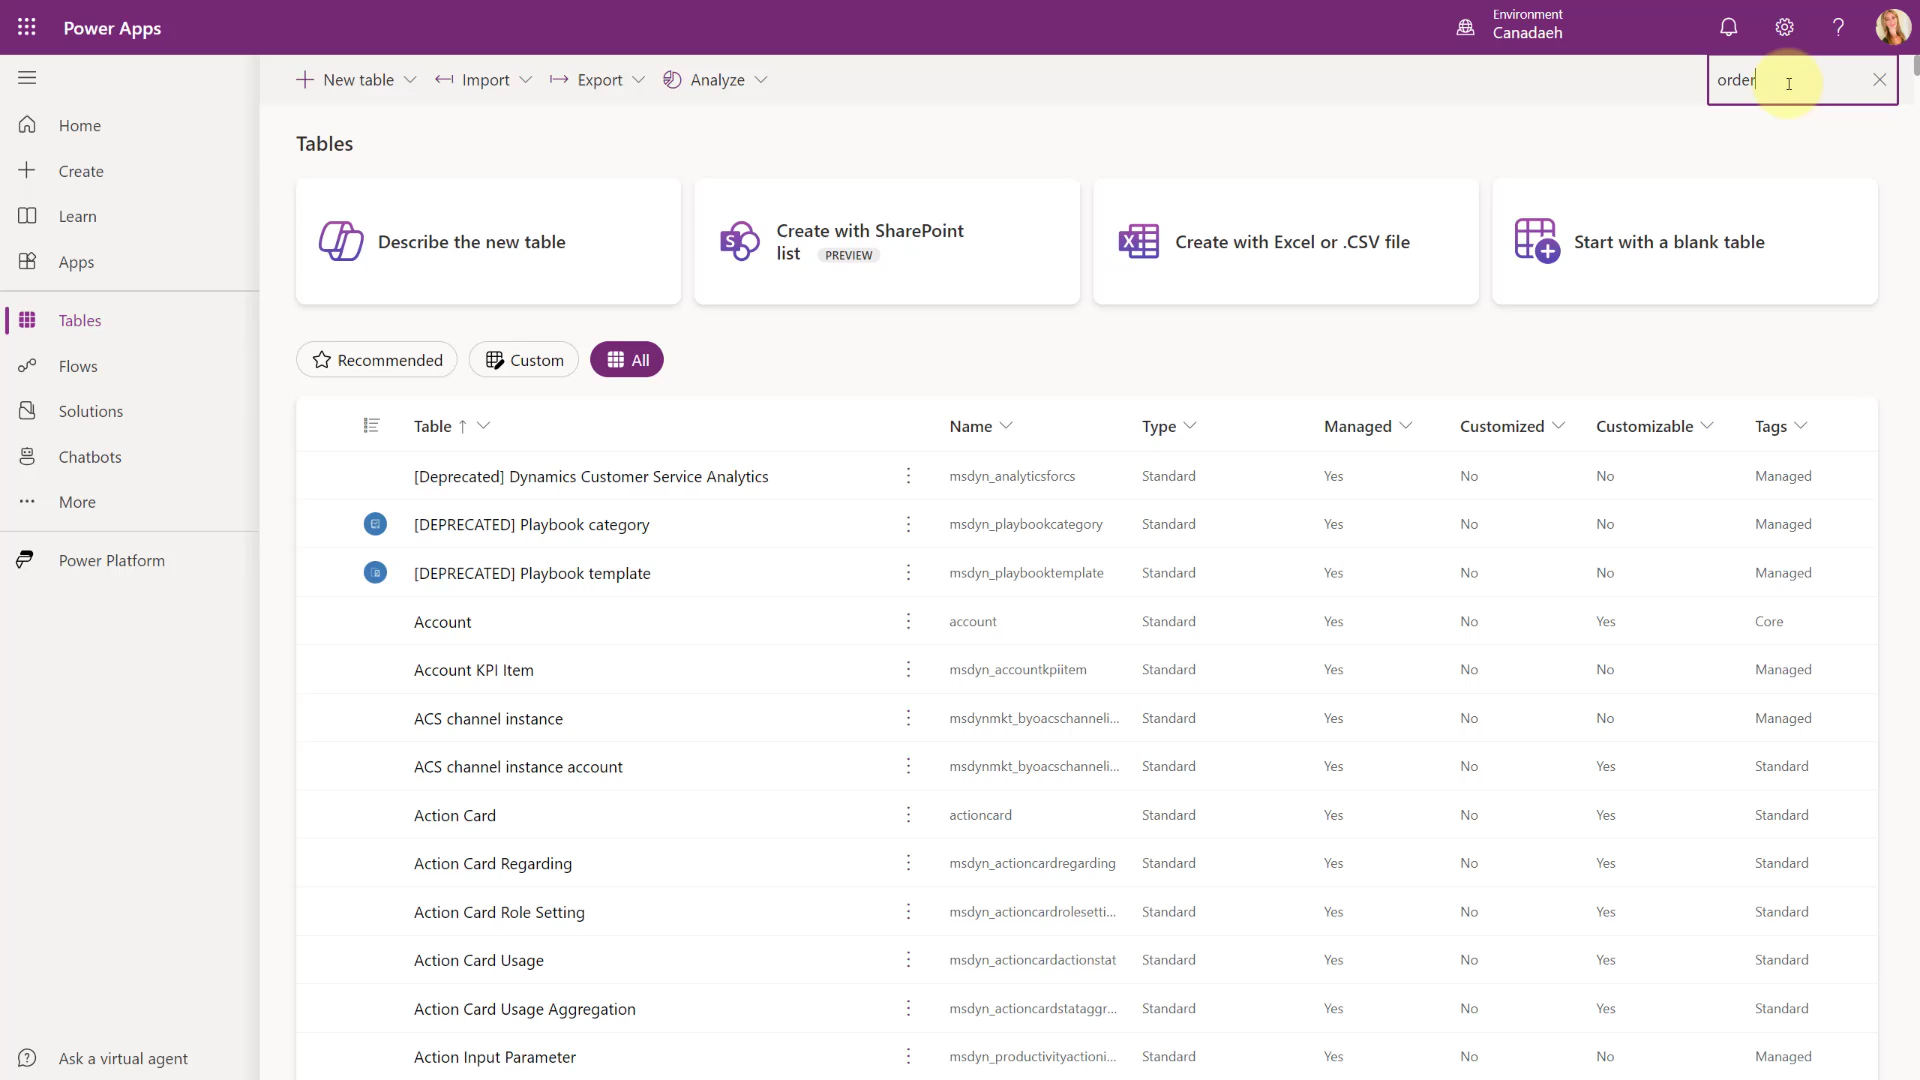 Power Apps
Environment
Canadaeh
New table
Import
Export
Analyze
order
Home
Create
Learn
Apps
Tables
Flows
Solutions
Chatbots
More
Power Platform
Ask a virtual agent
Tables
Describe the new table
Create with SharePoint
list PREVIEW
Create with Excel or .CSV file
Start with a blank table
Recommended
Custom
All
Table Name Type Managed Customized Customizable Tags
[Deprecated] Dynamics Customer Service Analytics msdyn_analyticsforcs Standard Yes No No Managed
[DEPRECATED] Playbook category msdyn_playbookcategory Standard Yes No No Managed
[DEPRECATED] Playbook template msdyn_playbooktemplate Standard Yes No No Managed
Account account Standard Yes No Yes Core
Account KPI Item msdyn_accountkpiitem Standard Yes No No Managed
ACS channel instance msdynmkt_byoacschanneli... Standard Yes No No Managed
ACS channel instance account msdynmkt_byoacschanneli... Standard Yes No Yes Standard
Action Card actioncard Standard Yes No Yes Standard
Action Card Regarding msdyn_actioncardregarding Standard Yes No Yes Standard
Action Card Role Setting msdyn_actioncardrolesetti... Standard Yes No Yes Standard
Action Card Usage msdyn_actioncardactionstat Standard Yes No Yes Standard
Action Card Usage Aggregation msdyn_actioncardstataggr... Standard Yes No Yes Standard
Action Input Parameter msdyn_productivityactioni... Standard Yes No No Managed